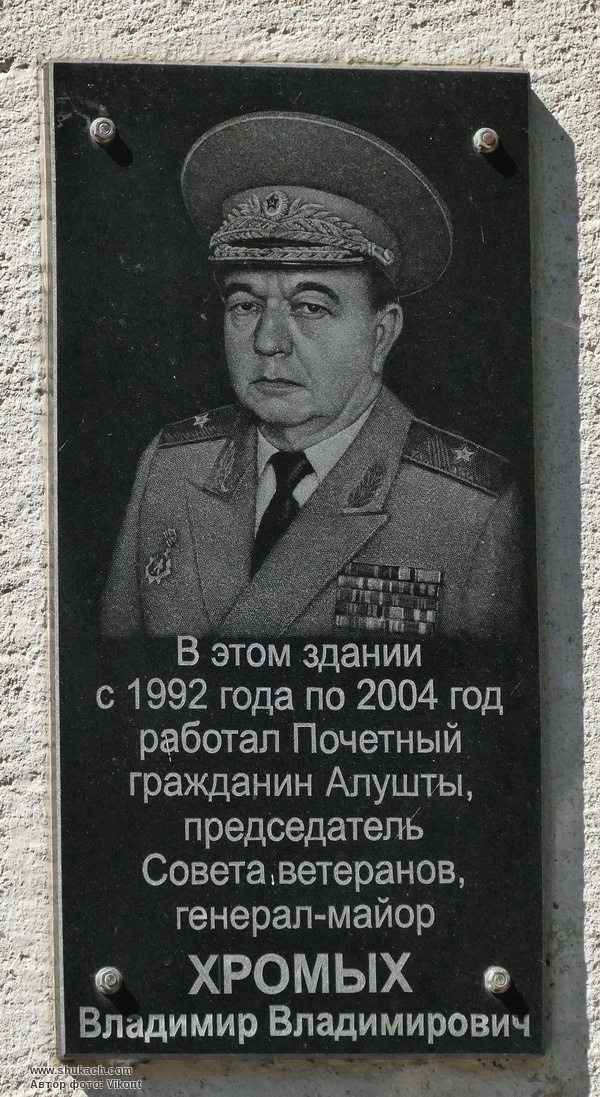 В этом здании
с 1992 года по 2004 год
работал Почетный
гражданин Алушты,
председатель
Совета ветеранов,
генерал-майор
ХРОМЫХ
Владимир Владимирович
www.shukach.com
Автор фото: Vikont